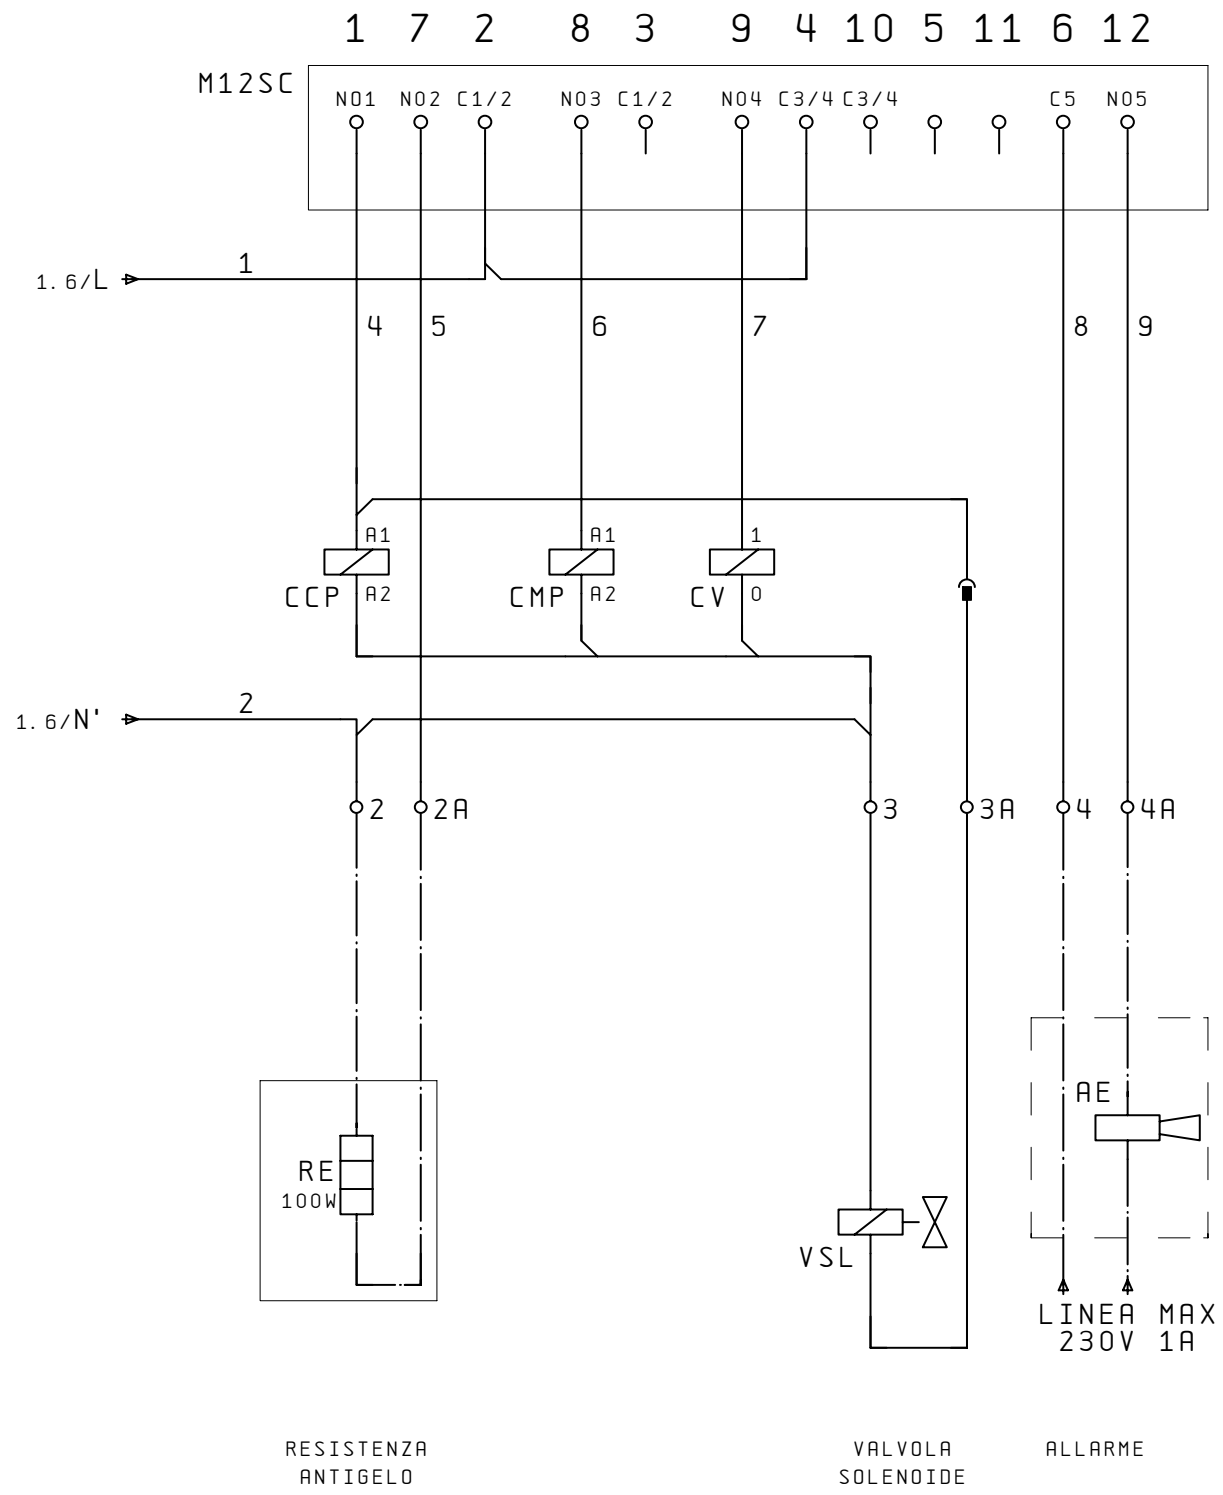 1 7 2 8 3 9 4 10 5 11 6 12
M12SC
NO1 NO2 C1/2 NO3 C1/2 NO4 C3/4 C3/4 C5 NO5
1
1.6/L
4 5 6 7 8 9
A1 A1 1
CCP A2 CMP A2 CV 0
2
1.6/N'
2 2A 3 3A 4 4A
AE
RE
100W
VSL
LINEA MAX
230V 1A
RESISTENZA VALVOLA ALLARME
ANTIGELO SOLENOIDE